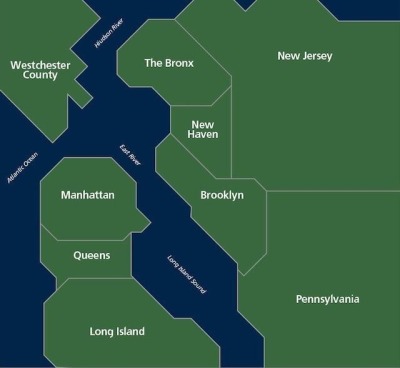 Hiudson River
New Jersey
The Bronx
Westchester
County
New
Haven
East River
Atlantic Ocean
Manhattan
Brooklyn
Queens
Long Island Sound
Pennsylvania
Long Island